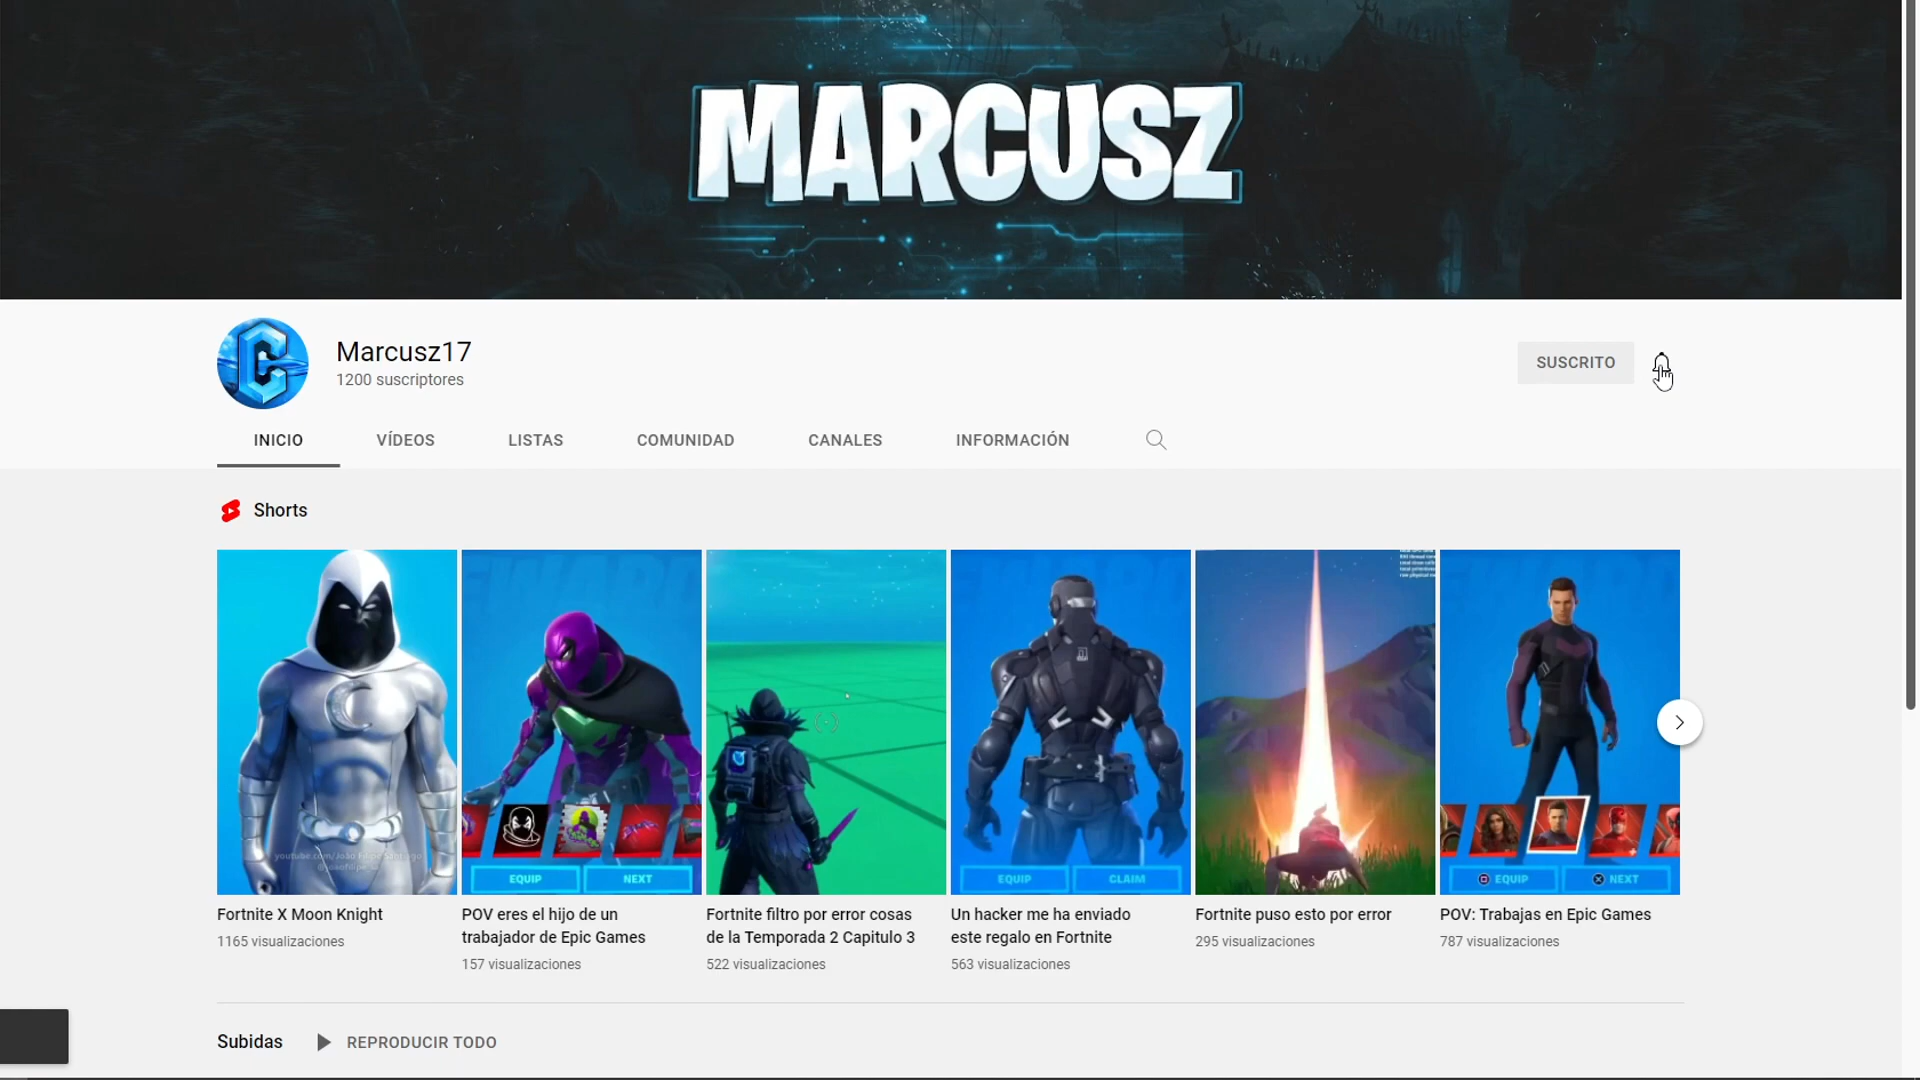 MARCUSZ
Marcusz17
1200 suscriptores
SUSCRITO
INICIO
VÍDEOS
LISTAS
COMUNIDAD
CANALES
INFORMACIÓN
Shorts
EQUIP
NEXT
EQUIP
CLAIM
EQUIP
NEXT
Fortnite X Moon Knight
1165 visualizaciones
POV eres el hijo de un
trabajador de Epic Games
157 visualizaciones
Fortnite filtro por error cosas
de la Temporada 2 Capitulo 3
522 visualizaciones
Un hacker me ha enviado
este regalo en Fortnite
563 visualizaciones
Fortnite puso esto por error
295 visualizaciones
POV: Trabajas en Epic Games
787 visualizaciones
Subidas
REPRODUCIR TODO